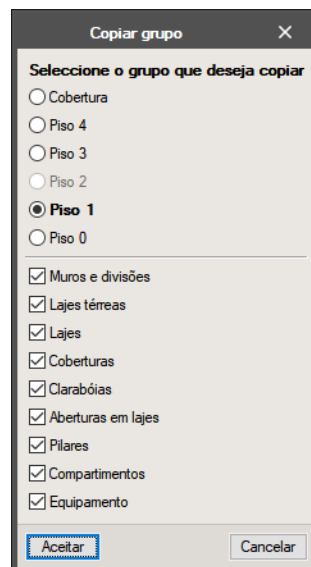 Copiar grupo
Seleccione o grupo que deseja copiar
Cobertura
Piso 4
Piso 3
Piso 2
Piso 1
Piso 0
Muros e divisões
Lajes térreas
Lajes
Coberturas
Clarabóias
Aberturas em lajes
Pilares
Compartimentos
Equipamento
Aceitar Cancelar